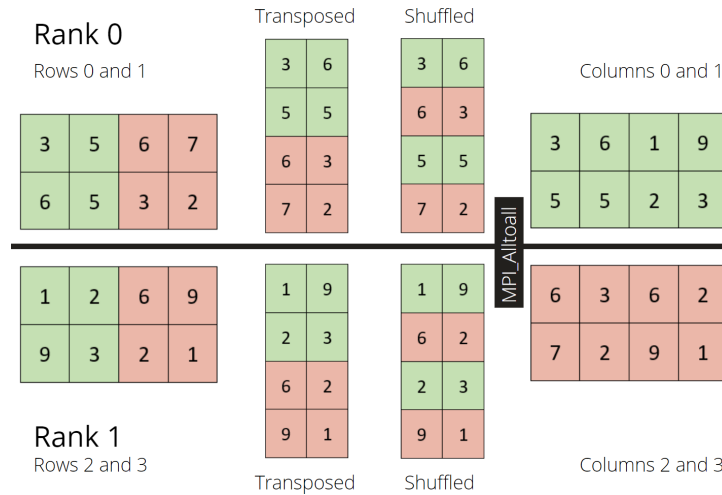 Transposed
Shuffled
Rank 0
Rows 0 and 1
Columns 0 and 1
3 5 6 7
6 5 3 2
3 6
5 5
6 3
7 2
3 6
6 3
5 5
7 2
3 6 1 9
5 5 2 3
MPI_Alltoall
1 2 6 9
9 3 2 1
1 9
2 3
6 2
9 1
1 9
6 2
2 3
9 1
6 3 6 2
7 2 9 1
Rank 1
Rows 2 and 3
Transposed
Shuffled
Columns 2 and 3